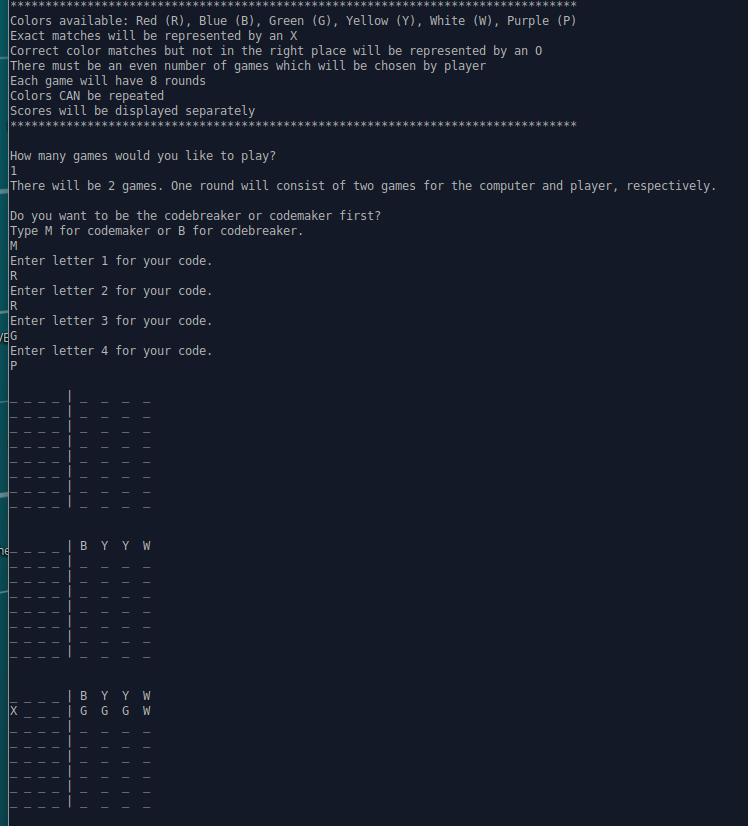 *********************************************************************************
Colors available: Red (R), Blue (B), Green (G), Yellow (Y), White (W), Purple (P)
Exact matches will be represented by an X
Correct color matches but not in the right place will be represented by an O
There must be an even number of games which will be chosen by player
Each game will have 8 rounds
Colors CAN be repeated
Scores will be displayed separately
*********************************************************************************
How many games would you like to play?
1
There will be 2 games. One round will consist of two games for the computer and player, respectively.
Do you want to be the codebreaker or codemaker first?
Type M for codemaker or B for codebreaker.
M
Enter letter 1 for your code.
R
Enter letter 2 for your code.
R
Enter letter 3 for your code.
G
Enter letter 4 for your code.
P
_ _ _ _ | _  _  _  _
_ _ _ _ | _  _  _  _
_ _ _ _ | _  _  _  _
_ _ _ _ | _  _  _  _
_ _ _ _ | _  _  _  _
_ _ _ _ | _  _  _  _
_ _ _ _ | _  _  _  _
_ _ _ _ | _  _  _  _
_ _ _ _ | B  Y  Y  W
_ _ _ _ | _  _  _  _
_ _ _ _ | _  _  _  _
_ _ _ _ | _  _  _  _
_ _ _ _ | _  _  _  _
_ _ _ _ | _  _  _  _
_ _ _ _ | _  _  _  _
_ _ _ _ | _  _  _  _
_ _ _ _ | B  Y  Y  W
X _ _ _ | G  G  G  W
_ _ _ _ | _  _  _  _
_ _ _ _ | _  _  _  _
_ _ _ _ | _  _  _  _
_ _ _ _ | _  _  _  _
_ _ _ _ | _  _  _  _
_ _ _ _ | _  _  _  _